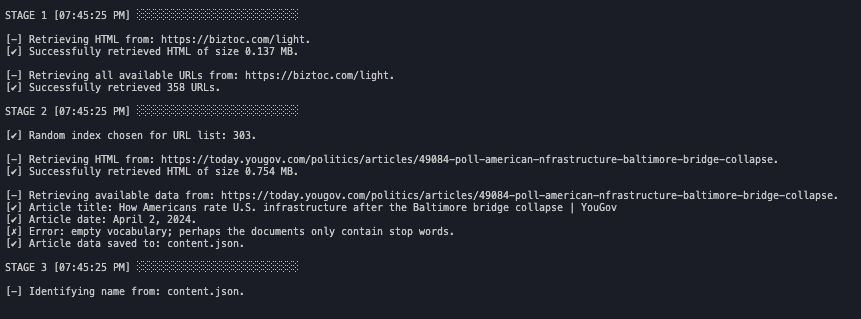 STAGE 1 [07:45:25 PM] ░░░░░░░░░░░░░░░░░░░░░░░░░░░
[–] Retrieving HTML from: https://biztoc.com/light.
[✔] Successfully retrieved HTML of size 0.137 MB.
[–] Retrieving all available URLs from: https://biztoc.com/light.
[✔] Successfully retrieved 358 URLs.
STAGE 2 [07:45:25 PM] ░░░░░░░░░░░░░░░░░░░░░░░░░░░
[✔] Random index chosen for URL list: 303.
[–] Retrieving HTML from: https://today.yougov.com/politics/articles/49084-poll-american-nfrastructure-baltimore-bridge-collapse.
[✔] Successfully retrieved HTML of size 0.754 MB.
[–] Retrieving available data from: https://today.yougov.com/politics/articles/49084-poll-american-nfrastructure-baltimore-bridge-collapse.
[✔] Article title: How Americans rate U.S. infrastructure after the Baltimore bridge collapse | YouGov
[✔] Article date: April 2, 2024.
[✗] Error: empty vocabulary; perhaps the documents only contain stop words.
[✔] Article data saved to: content.json.
STAGE 3 [07:45:25 PM] ░░░░░░░░░░░░░░░░░░░░░░░░░░░
[–] Identifying name from: content.json.